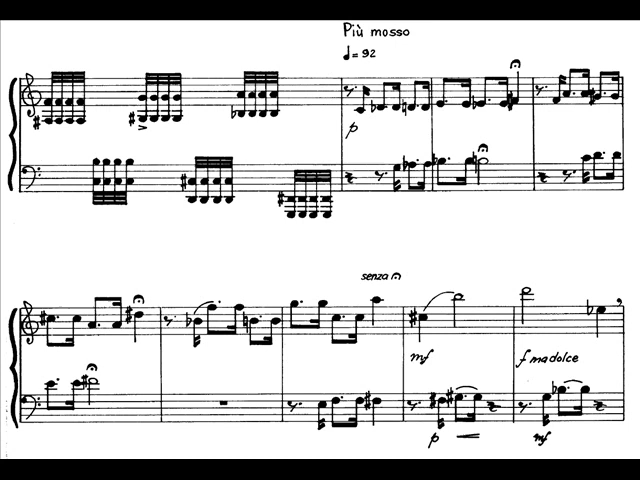 Più mosso
♩= 92
p
senza
mf
f ma dolce
p
mf